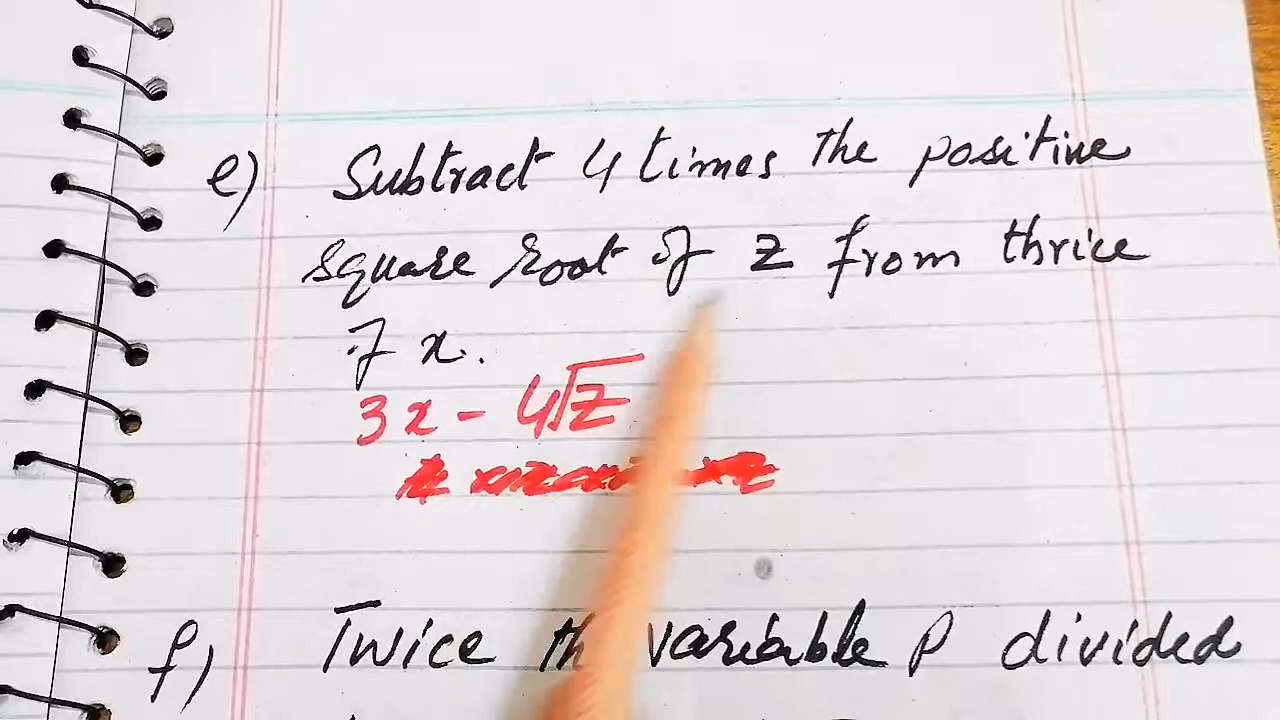 e) Subtract 4 times the positive
square root of z from thrice
of x.
3x - 4√z
f) Twice variable P divided